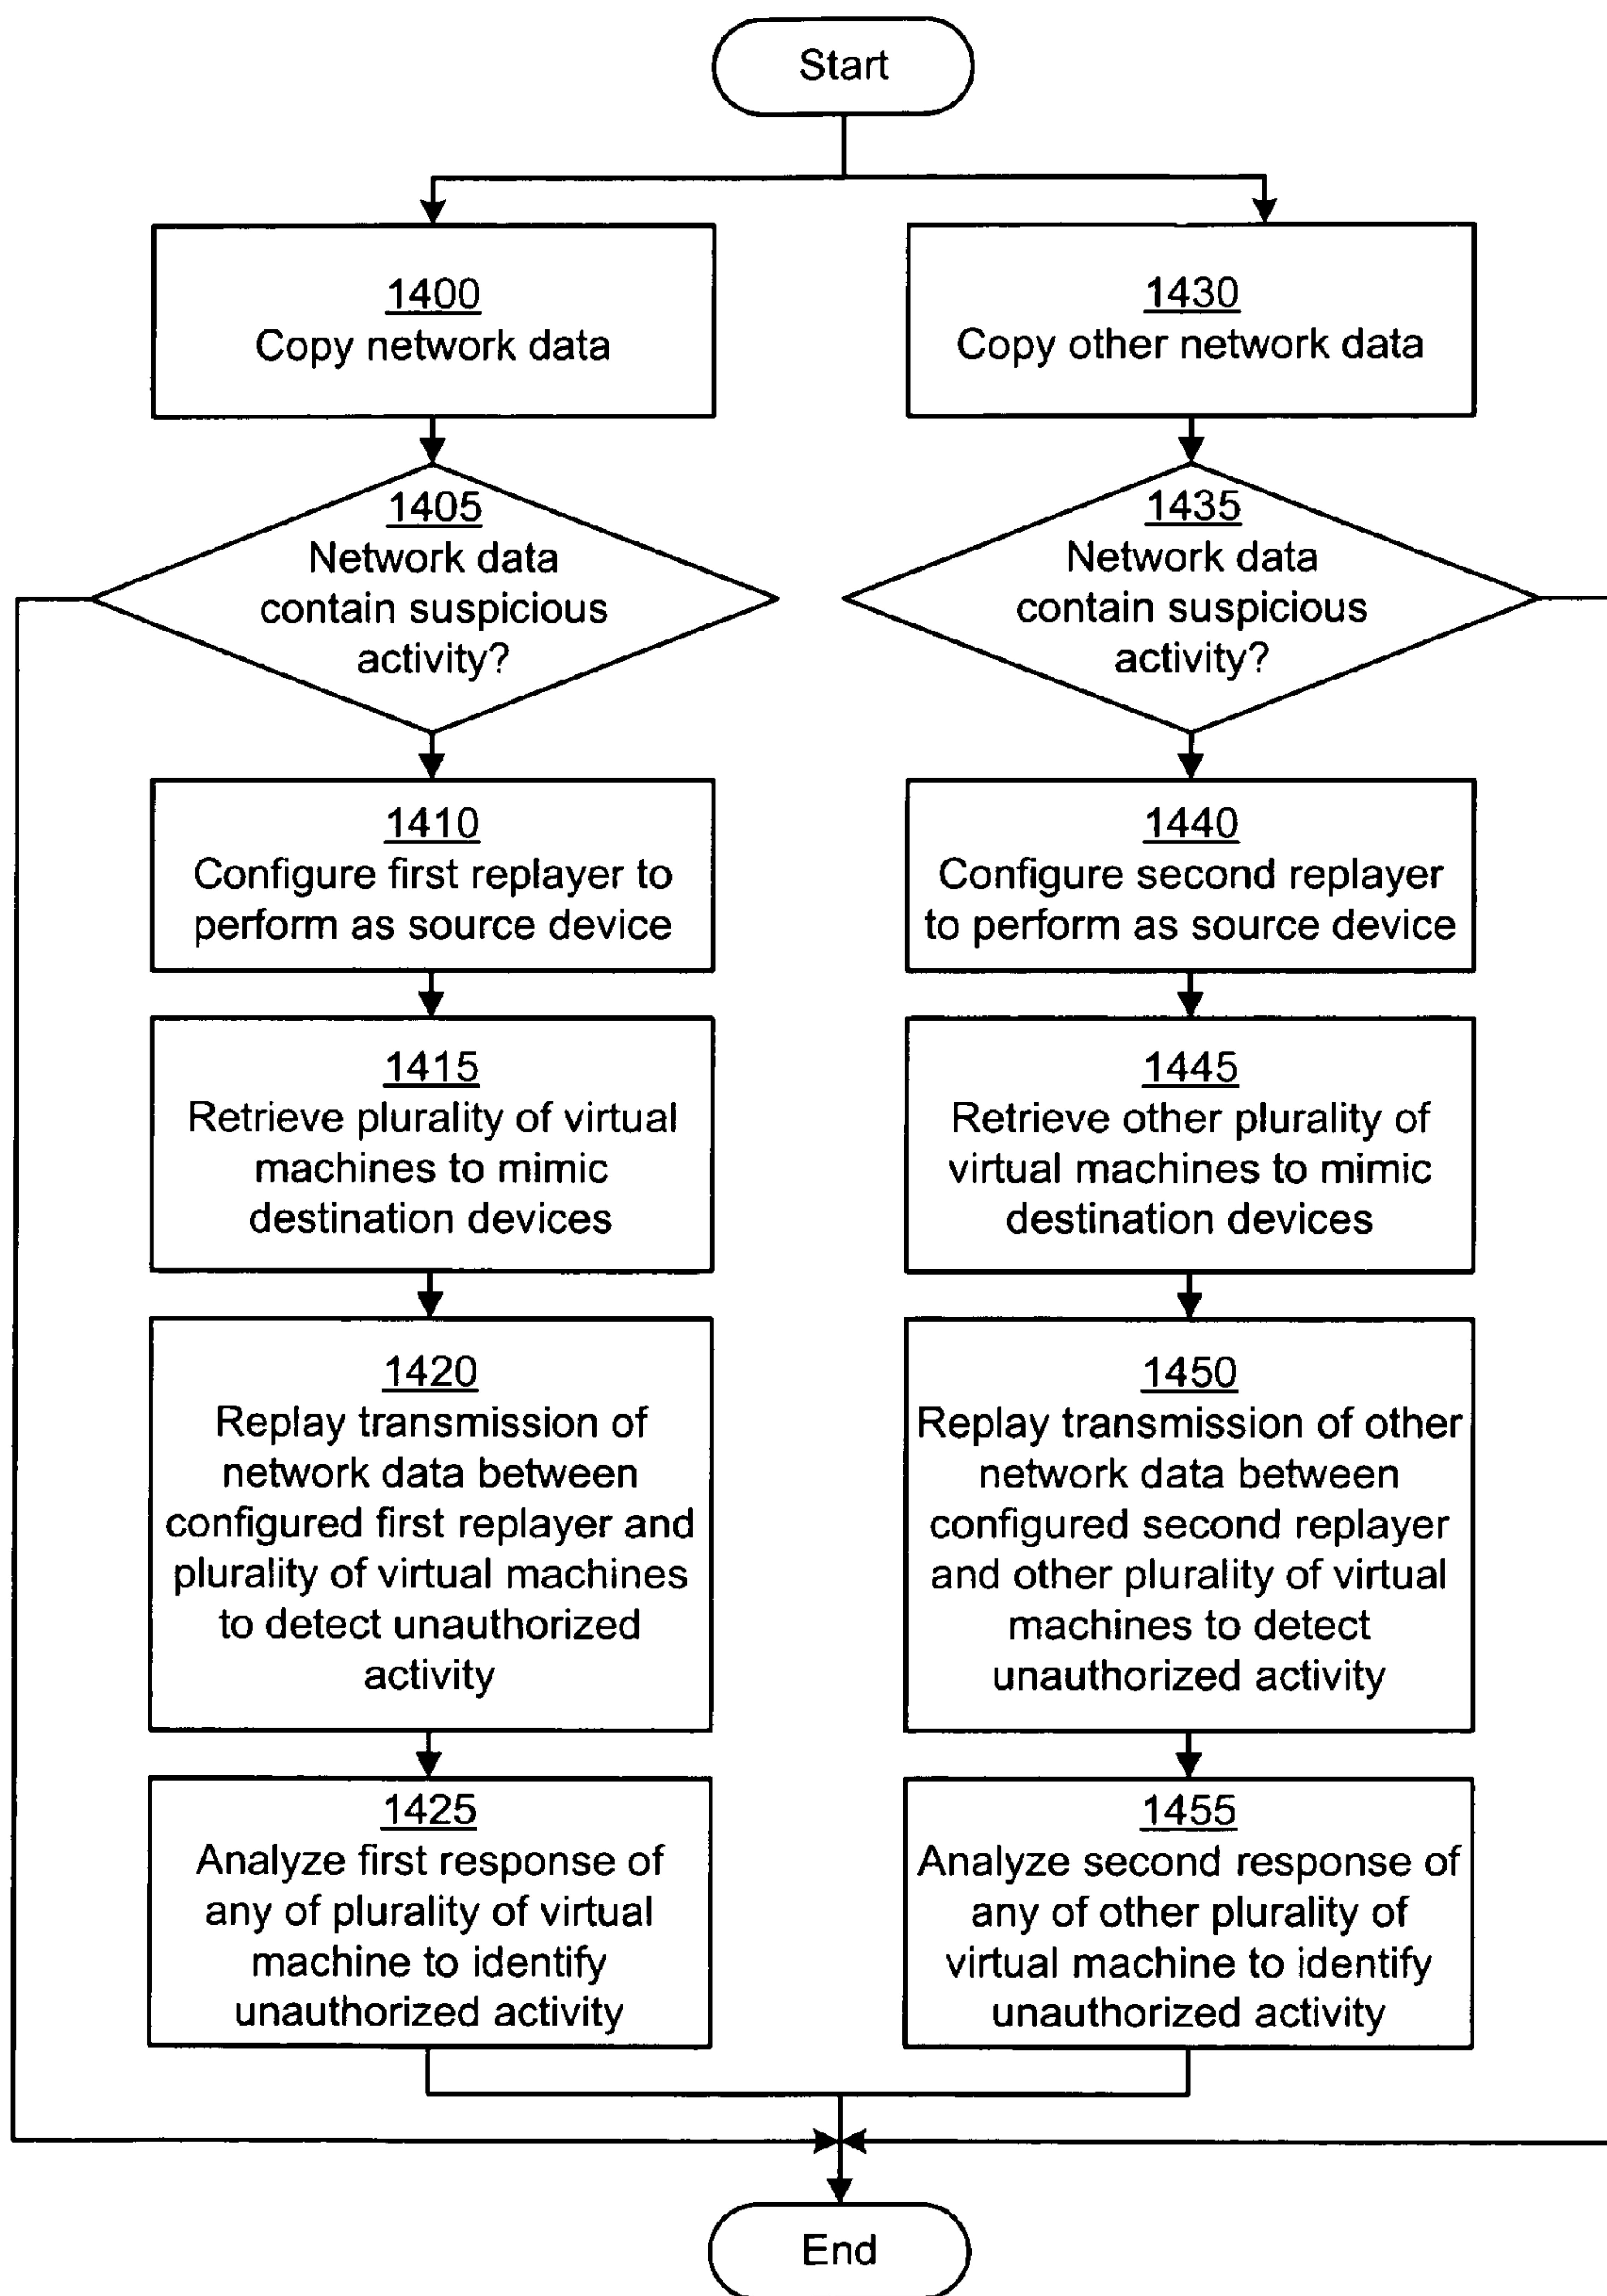 Start
1400
Copy network data
1405
Network data
contain suspicious
activity?
1410
Configure first replayer to
perform as source device
1415
Retrieve plurality of virtual
machines to mimic
destination devices
1420
Replay transmission of
network data between
configured first replayer and
plurality of virtual machines
to detect unauthorized
activity
1425
Analyze first response of
any of plurality of virtual
machine to identify
unauthorized activity
1430
Copy other network data
1435
Network data
contain suspicious
activity?
1440
Configure second replayer
to perform as source device
1445
Retrieve other plurality of
virtual machines to mimic
destination devices
1450
Replay transmission of other
network data between
configured second replayer
and other plurality of virtual
machines to detect
unauthorized activity
1455
Analyze second response of
any of other plurality of
virtual machine to identify
unauthorized activity
End